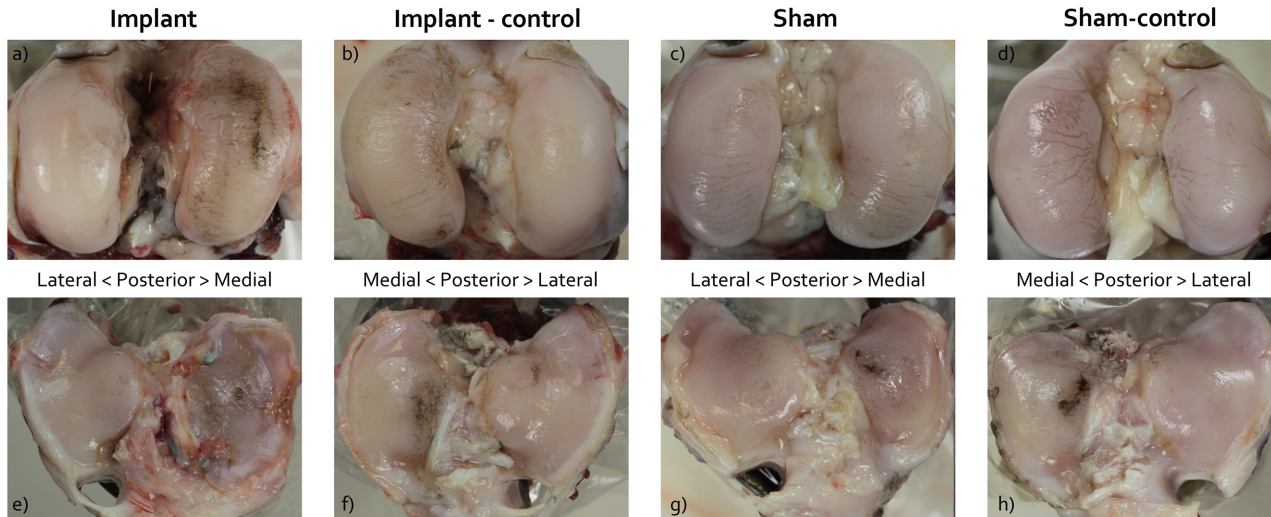 Implant
Implant - control
Sham
Sham-control
a)
b)
c)
d)
Lateral < Posterior > Medial
Medial < Posterior > Lateral
Lateral < Posterior > Medial
Medial < Posterior > Lateral
e)
f)
g)
h)